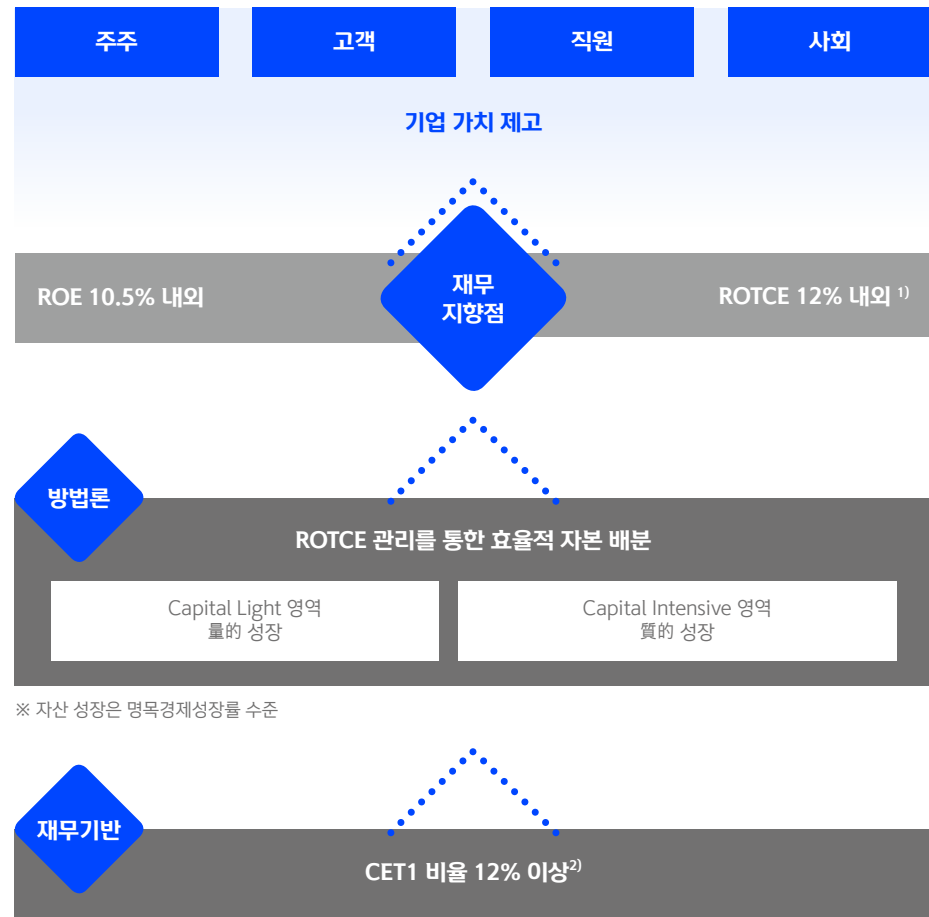 주주
고객
직원
사회
기업 가치 제고
재무
지향점
ROE 10.5% 내외
ROTCE 12% 내외 1)
방법론
ROTCE 관리를 통한 효율적 자본 배분
Capital Light 영역
量的 성장
Capital Intensive 영역
質的 성장
※ 자산 성장은 명목경제성장률 수준
재무기반
CET1 비율 12% 이상2)